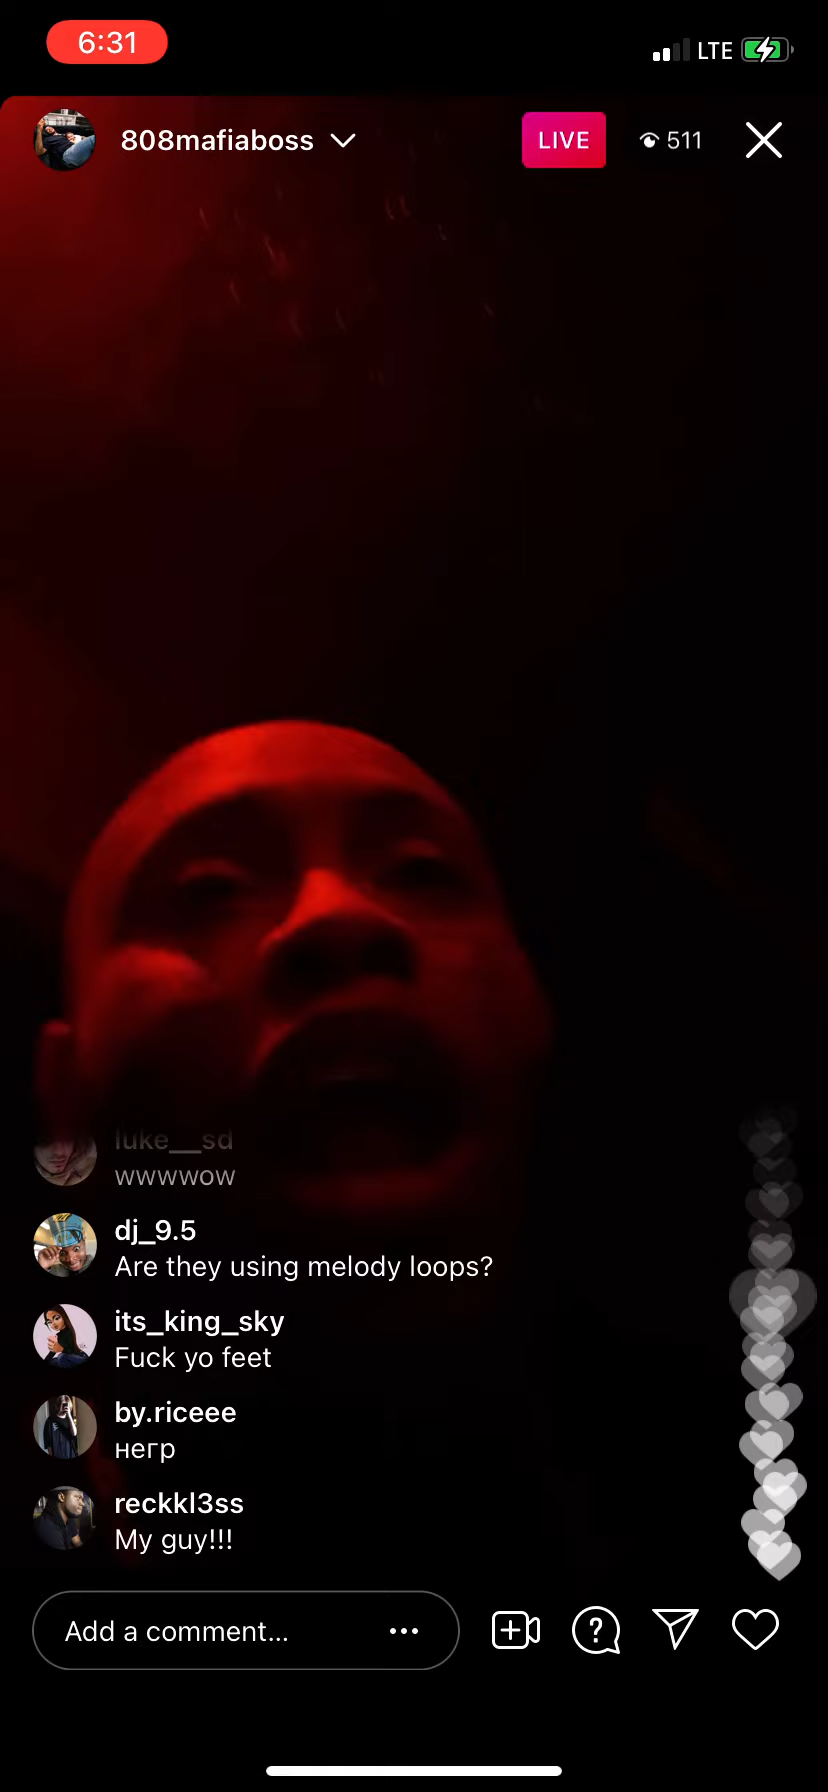 6:31
LTE
808mafiaboss
LIVE
511
luke__sd
wwwwow
dj_9.5
Are they using melody loops?
its_king_sky
Fuck yo feet
by.riceee
негр
reckkl3ss
My guy!!!
Add a comment...